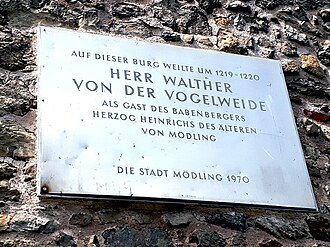 AUF DIESER BURG WEILTE UM 1219-1220
HERR WALTHER
VON DER VOGELWEIDE
ALS GAST DES BABENBERGERS
HERZOG HEINRICHS DES ÄLTEREN
VON MÖDLING
DIE STADT MÖDLING 1970